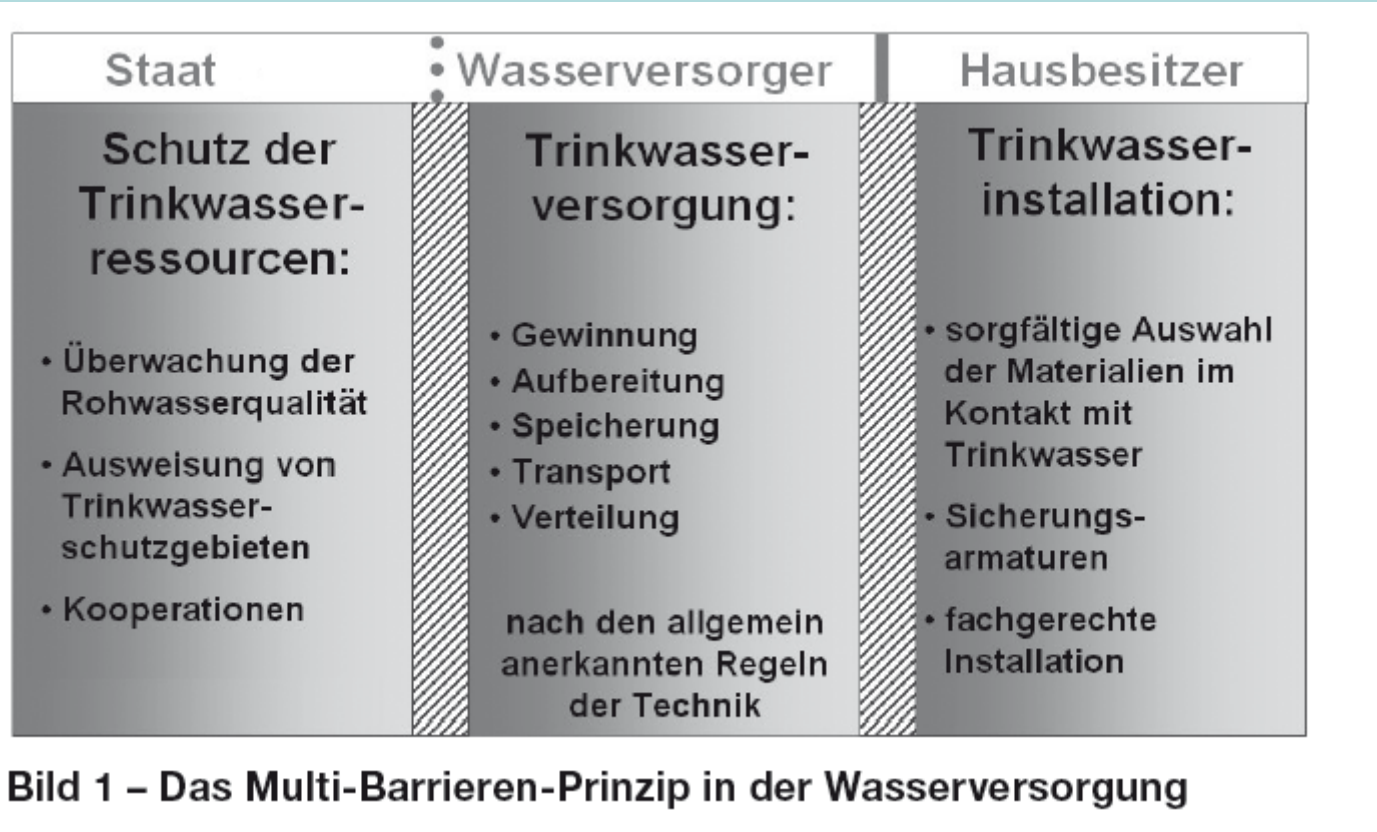 Staat
Wasserversorger
Hausbesitzer
Schutz der
Trinkwasser-
ressourcen:
• Überwachung der
Rohwasserqualität
• Ausweisung von
Trinkwasser-
schutzgebieten
• Kooperationen
Trinkwasser-
versorgung:
• Gewinnung
• Aufbereitung
• Speicherung
• Transport
• Verteilung
nach den allgemein
anerkannten Regeln
der Technik
Trinkwasser-
installation:
• sorgfältige Auswahl
der Materialien im
Kontakt mit
Trinkwasser
• Sicherungs-
armaturen
• fachgerechte
Installation
Bild 1 – Das Multi-Barrieren-Prinzip in der Wasserversorgung